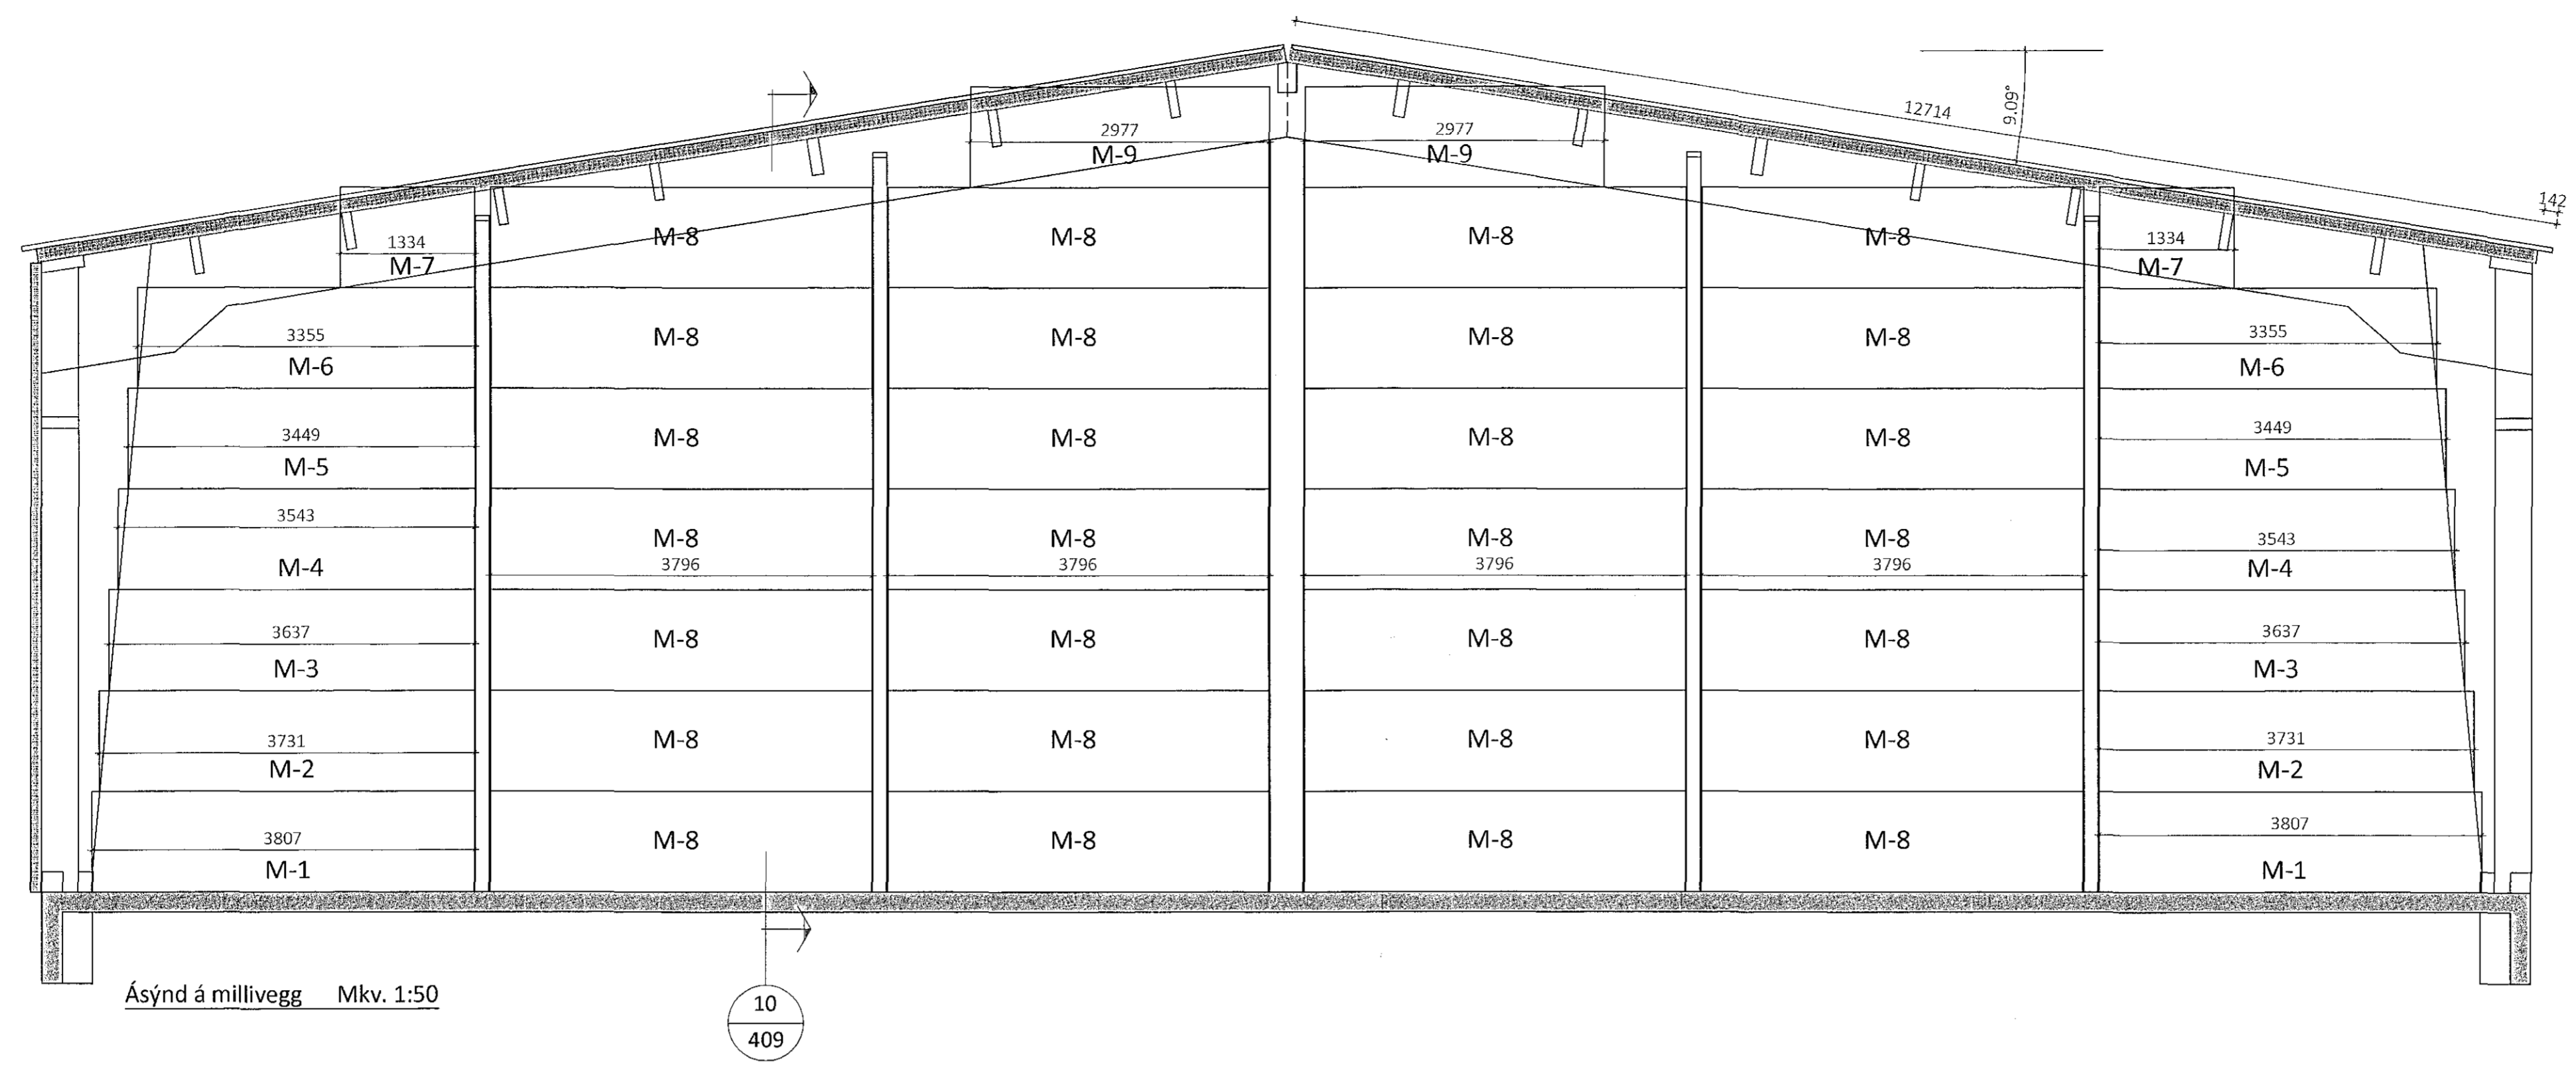 12714
9.09°
142
2977 2977
M-9 M-9
1334 M-8 M-8 M-8 M-8 1334
M-7 M-7
3355 M-8 M-8 M-8 M-8 3355
M-6 M-6
3449 M-8 M-8 M-8 M-8 3449
M-5 M-5
3543 M-8 M-8 M-8 M-8 3543
M-4 3796 3796 3796 3796 M-4
3637 M-8 M-8 M-8 M-8 3637
M-3 M-3
3731 M-8 M-8 M-8 M-8 3731
M-2 M-2
3807 M-8 M-8 M-8 M-8 3807
M-1 M-1
Ásýnd á millivegg Mkv. 1:50
10
409